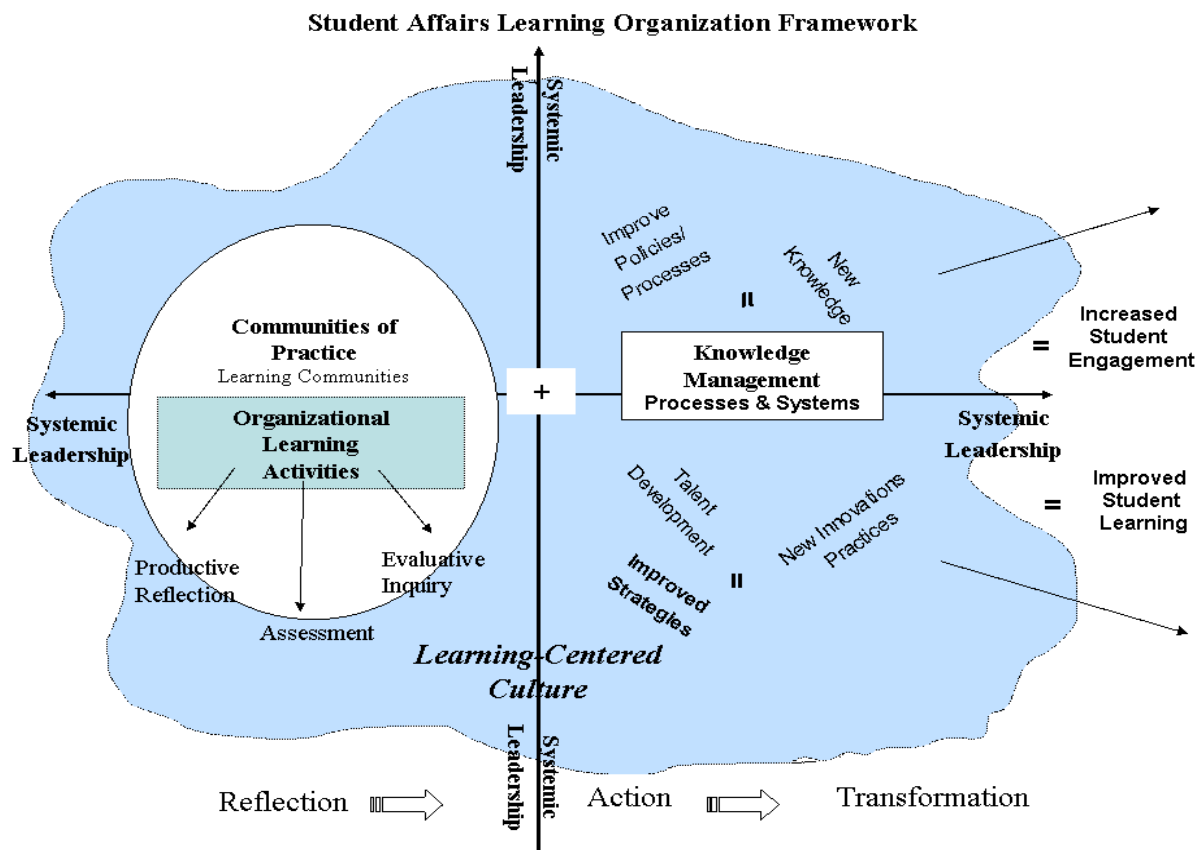 Student Affairs Learning Organization Framework
Systemic
Leadership
Improve
Policies/
Processes
New
Knowledge
=
Communities of
Practice
Learning Communities
Organizational
Learning
Activities
Productive
Reflection
Assessment
Evaluative
Inquiry
Systemic
Leadership
+
Knowledge
Management
Processes & Systems
Systemic
Leadership
=
Increased
Student
Engagement
=
Improved
Student
Learning
Talent
Development
Improved
Strategies
=
New Innovations
Practices
Learning-Centered
Culture
Systemic
Leadership
Reflection
Action
Transformation